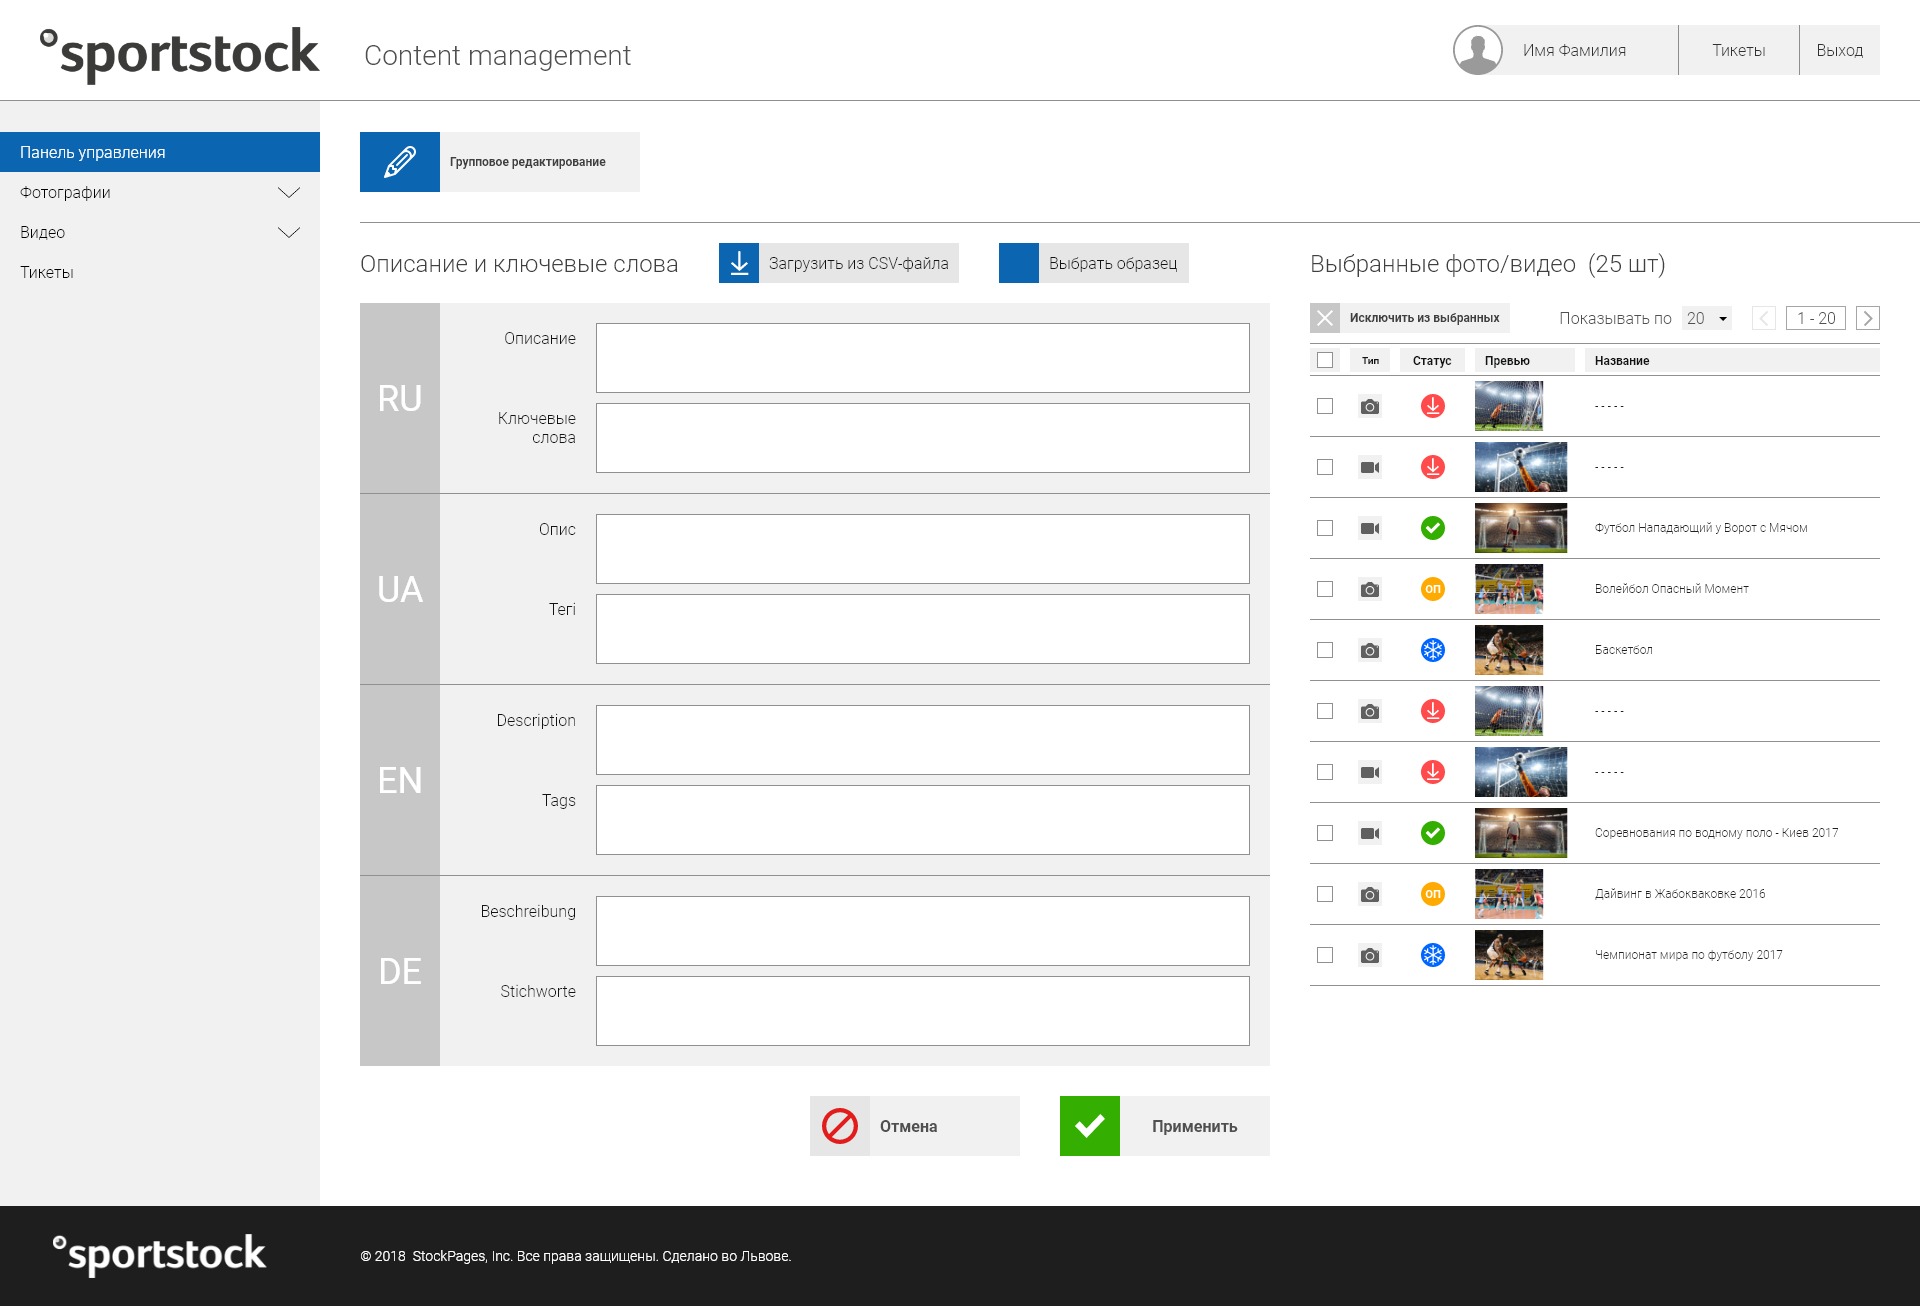 sportstock
Content management
Имя Фамилия
Тикеты
Выход
Панель управления
Фотографии
Видео
Тикеты
Групповое редактирование
Описание и ключевые слова
Загрузить из CSV-файла
Выбрать образец
RU
Описание
Ключевые
слова
UA
Опис
Тегі
EN
Description
Tags
DE
Beschreibung
Stichworte
Отмена
Применить
Выбранные фото/видео (25 шт)
Исключить из выбранных
Показывать по
20
1 - 20
Тип
Статус
Превью
Название
- - - - -
- - - - -
Футбол Нападающий у Ворот с Мячом
оп
Волейбол Опасный Момент
Баскетбол
- - - - -
- - - - -
Соревнования по водному поло - Киев 2017
оп
Дайвинг в Жабокваковке 2016
Чемпионат мира по футболу 2017
sportstock
© 2018 StockPages, Inc. Все права защищены. Сделано во Львове.